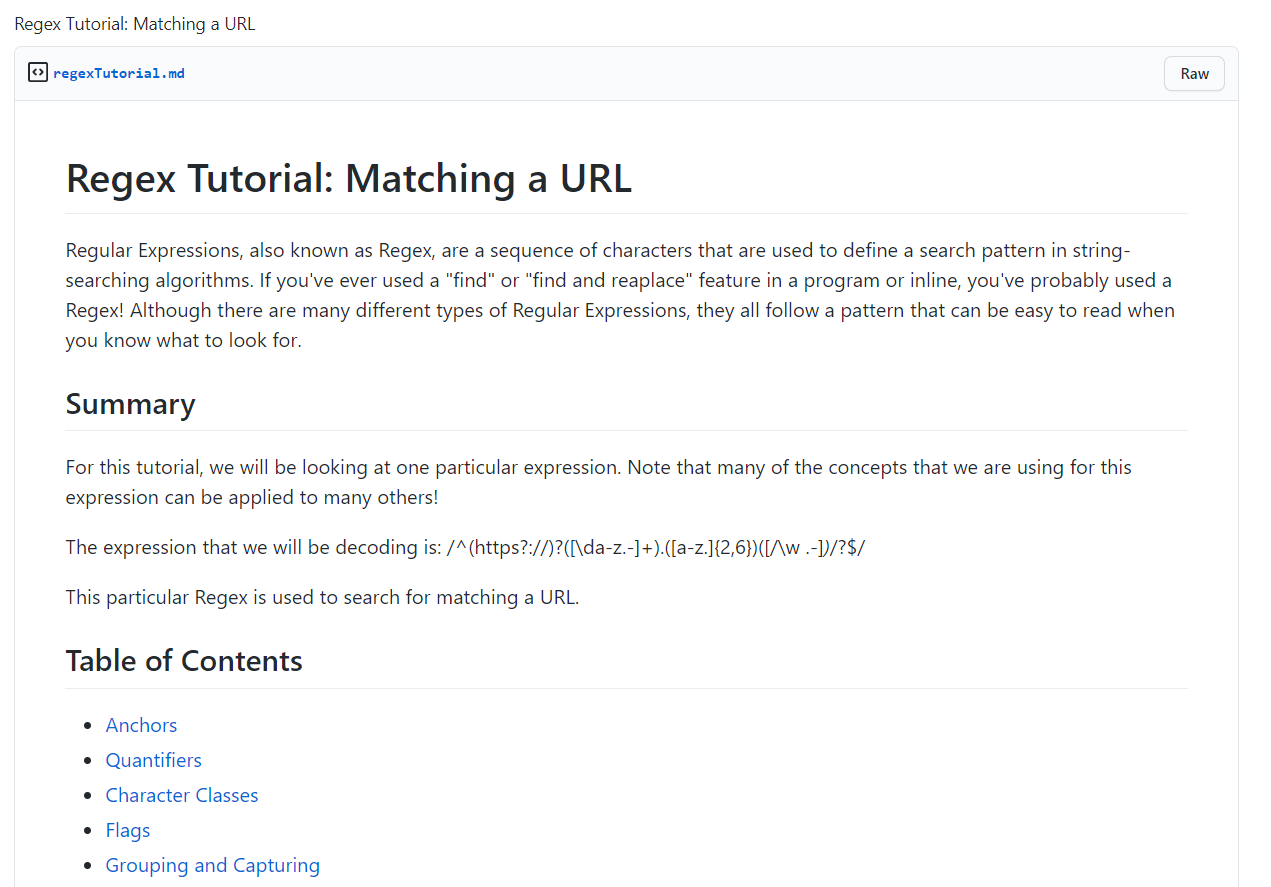 Regex Tutorial: Matching a URL
regexTutorial.md
Raw
Regex Tutorial: Matching a URL
Regular Expressions, also known as Regex, are a sequence of characters that are used to define a search pattern in string-
searching algorithms. If you've ever used a "find" or "find and reaplace" feature in a program or inline, you've probably used a
Regex! Although there are many different types of Regular Expressions, they all follow a pattern that can be easy to read when
you know what to look for.
Summary
For this tutorial, we will be looking at one particular expression. Note that many of the concepts that we are using for this
expression can be applied to many others!
The expression that we will be decoding is: /^(https?://)?([\da-z.-]+).([a-z.]{2,6})([/\w .-])/?$/
This particular Regex is used to search for matching a URL.
Table of Contents
Anchors
Quantifiers
Character Classes
Flags
Grouping and Capturing